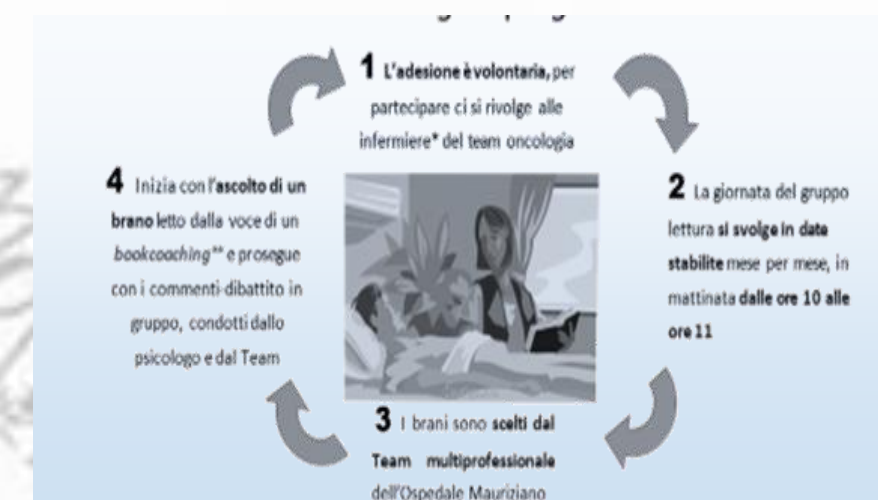 1 L'adesione è volontaria, per
partecipare ci si rivolge alle
infermiere* del team oncologia
2 La giornata del gruppo
lettura si svolge in date
stabilite mese per mese, in
mattinata dalle ore 10 alle
ore 11
3 I brani sono scelti dal
Team multiprofessionale
dell'Ospedale Mauriziano
4 Inizia con l'ascolto di un
brano letto dalla voce di un
bookcoaching** e prosegue
con i commenti-dibattito in
gruppo, condotti dallo
psicologo e dal Team